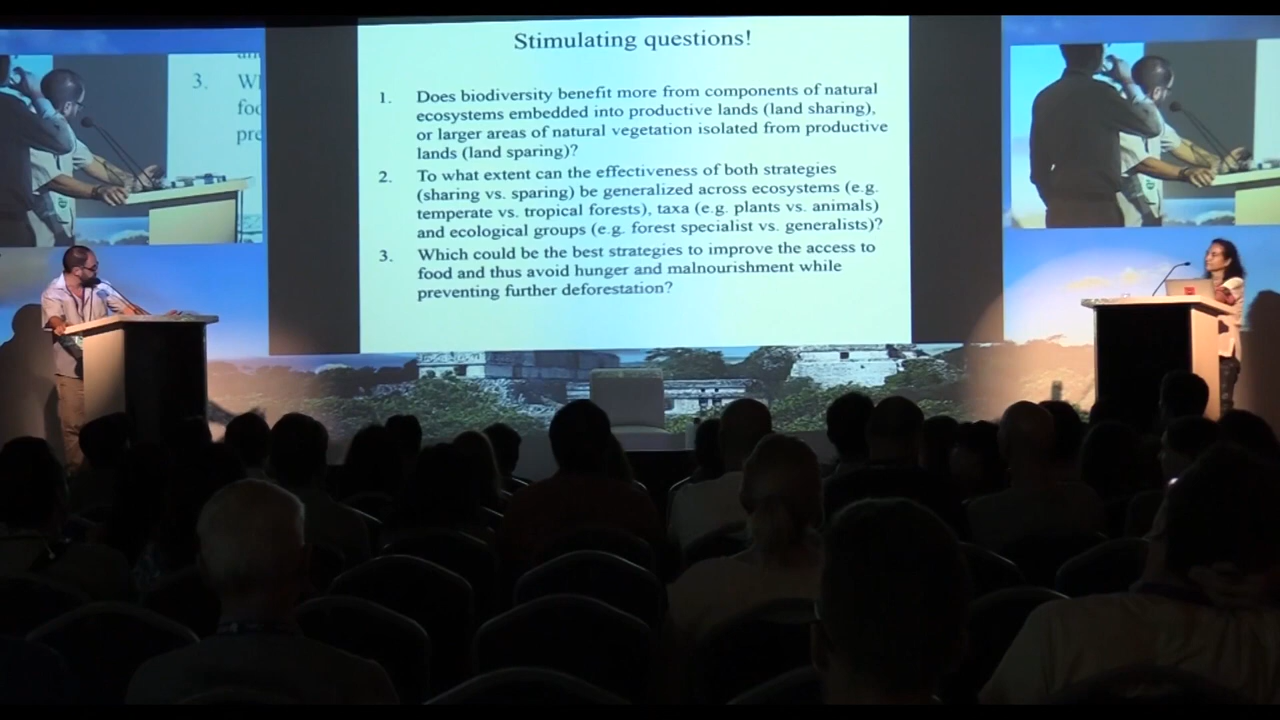 Stimulating questions!
1. Does biodiversity benefit more from components of natural
ecosystems embedded into productive lands (land sharing),
or larger areas of natural vegetation isolated from productive
lands (land sparing)?
2. To what extent can the effectiveness of both strategies
(sharing vs. sparing) be generalized across ecosystems (e.g.
temperate vs. tropical forests), taxa (e.g. plants vs. animals)
and ecological groups (e.g. forest specialist vs. generalists)?
3. Which could be the best strategies to improve the access to
food and thus avoid hunger and malnourishment while
preventing further deforestation?
3.